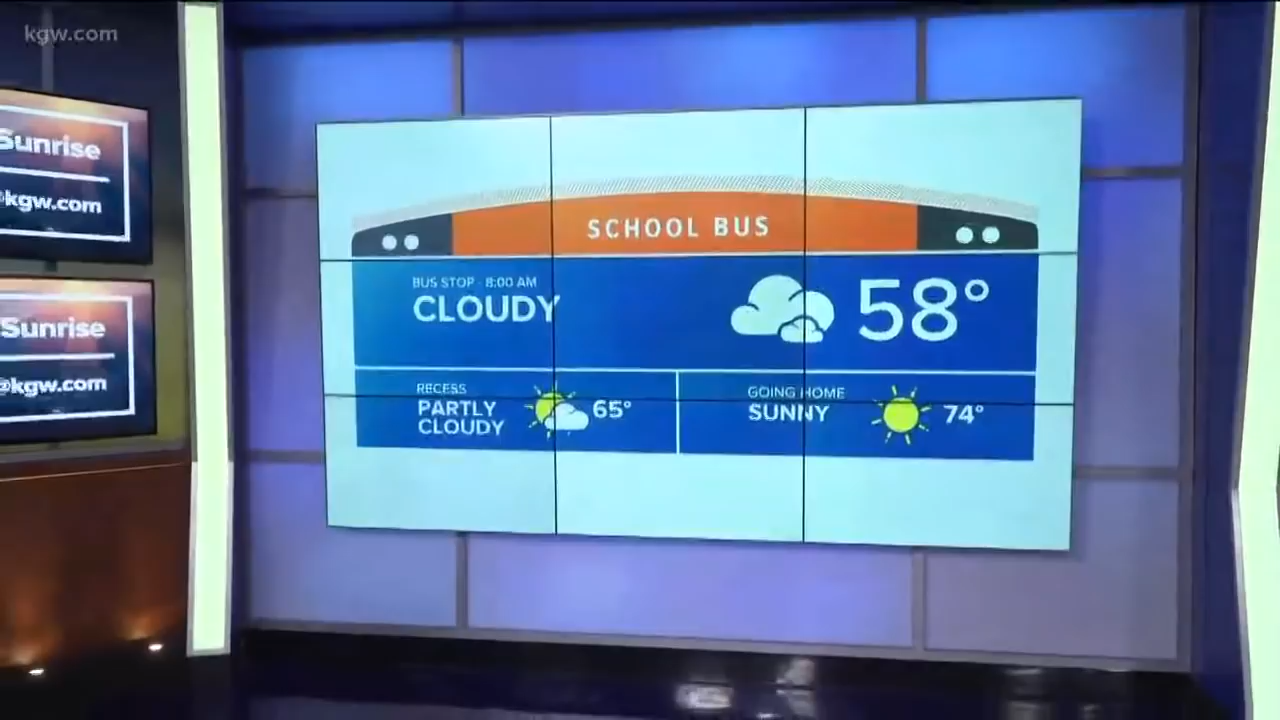 kgw.com
Sunrise
@kgw.com
Sunrise
@kgw.com
SCHOOL BUS
BUS STOP - 8:00 AM
CLOUDY
58°
RECESS
PARTLY
CLOUDY
65°
GOING HOME
SUNNY
74°